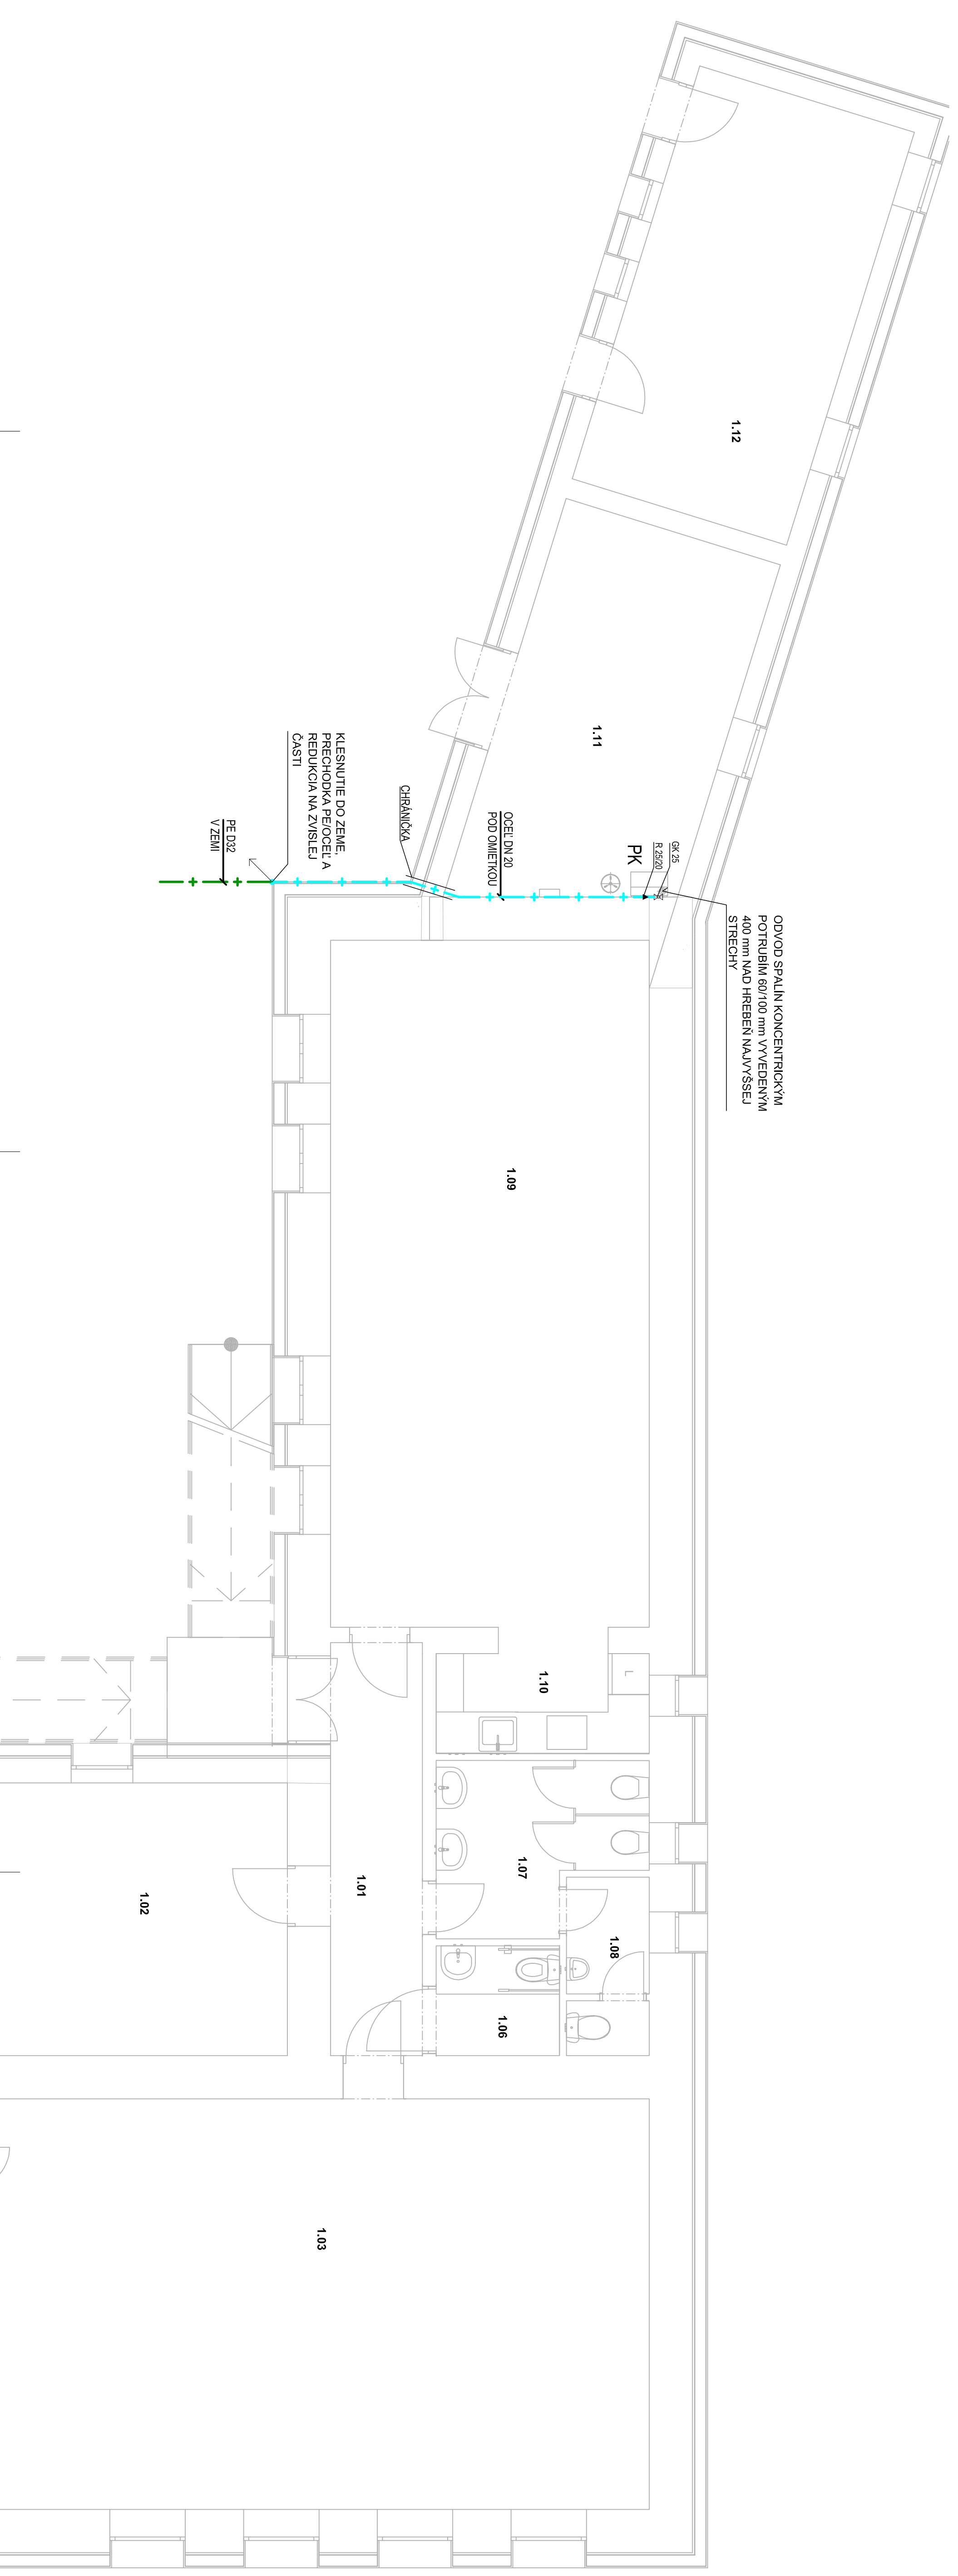 1.12
1.11
GK 25
R 25/20
PK
ODVOD SPALÍN KONCENTRICKÝM
POTRUBÍM 60/100 mm VYVEDENÝM
400 mm NAD HREBEŇ NAJVYŠSEJ
STRECHY
OCEĽ DN 20
POD OMIETKOU
CHRÁNIČKA
KLESNUTIE DO ZEME,
PRECHODKA PE/OCEĽ A
REDUKCIA NA ZVISLEJ
ČASTI
PE D32
V ZEMI
1.09
1.10
L
1.07
1.01
1.02
1.08
1.06
1.03